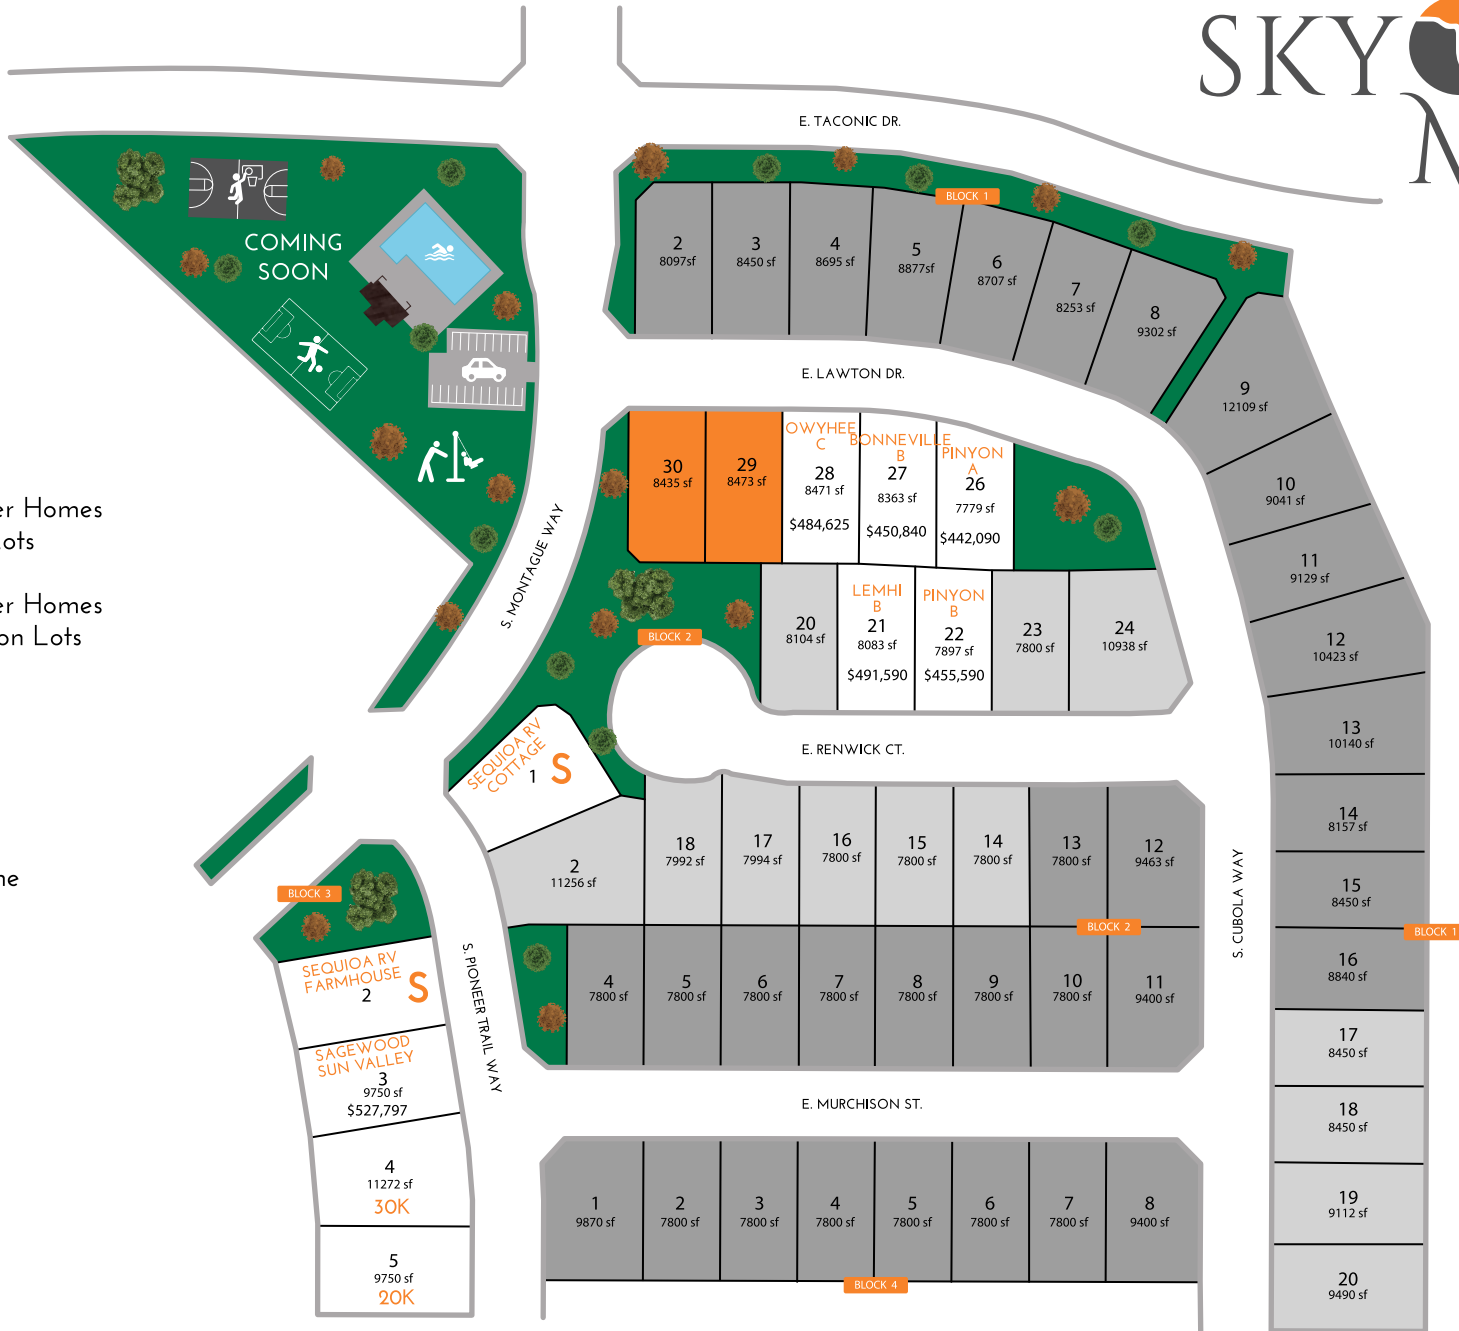 SKY
E. TACONIC DR.
BLOCK 1
COMING
SOON
2
8097sf
3
8450 sf
4
8695 sf
5
8877sf
6
8707 sf
7
8253 sf
8
9302 sf
E. LAWTON DR.
9
12109 sf
10
9041 sf
11
9129 sf
12
10423 sf
13
10140 sf
14
8157 sf
15
8450 sf
BLOCK 1
16
8840 sf
17
8450 sf
18
8450 sf
19
9112 sf
20
9490 sf
er Homes
ots
er Homes
on Lots
ne
S. MONTAGUE WAY
30
8435 sf
29
8473 sf
OWYHEE
C
28
8471 sf
$484,625
BONNEVILLE
B
27
8363 sf
$450,840
PINYON
A
26
7779 sf
$442,090
BLOCK 2
20
8104 sf
LEMHI
B
21
8083 sf
$491,590
PINYON
B
22
7897 sf
$455,590
23
7800 sf
24
10938 sf
E. RENWICK CT.
SEQUIOA RV
COTTAGE
1
S
2
11256 sf
18
7992 sf
17
7994 sf
16
7800 sf
15
7800 sf
14
7800 sf
13
7800 sf
12
9463 sf
BLOCK 2
S. CUBOLA WAY
4
7800 sf
5
7800 sf
6
7800 sf
7
7800 sf
8
7800 sf
9
7800 sf
10
7800 sf
11
9400 sf
BLOCK 3
SEQUIOA RV
FARMHOUSE
2
S
S. PIONEER TRAIL WAY
SAGEWOOD
SUN VALLEY
3
9750 sf
$527,797
4
11272 sf
30K
5
9750 sf
20K
E. MURCHISON ST.
1
9870 sf
2
7800 sf
3
7800 sf
4
7800 sf
5
7800 sf
6
7800 sf
7
7800 sf
8
9400 sf
BLOCK 4